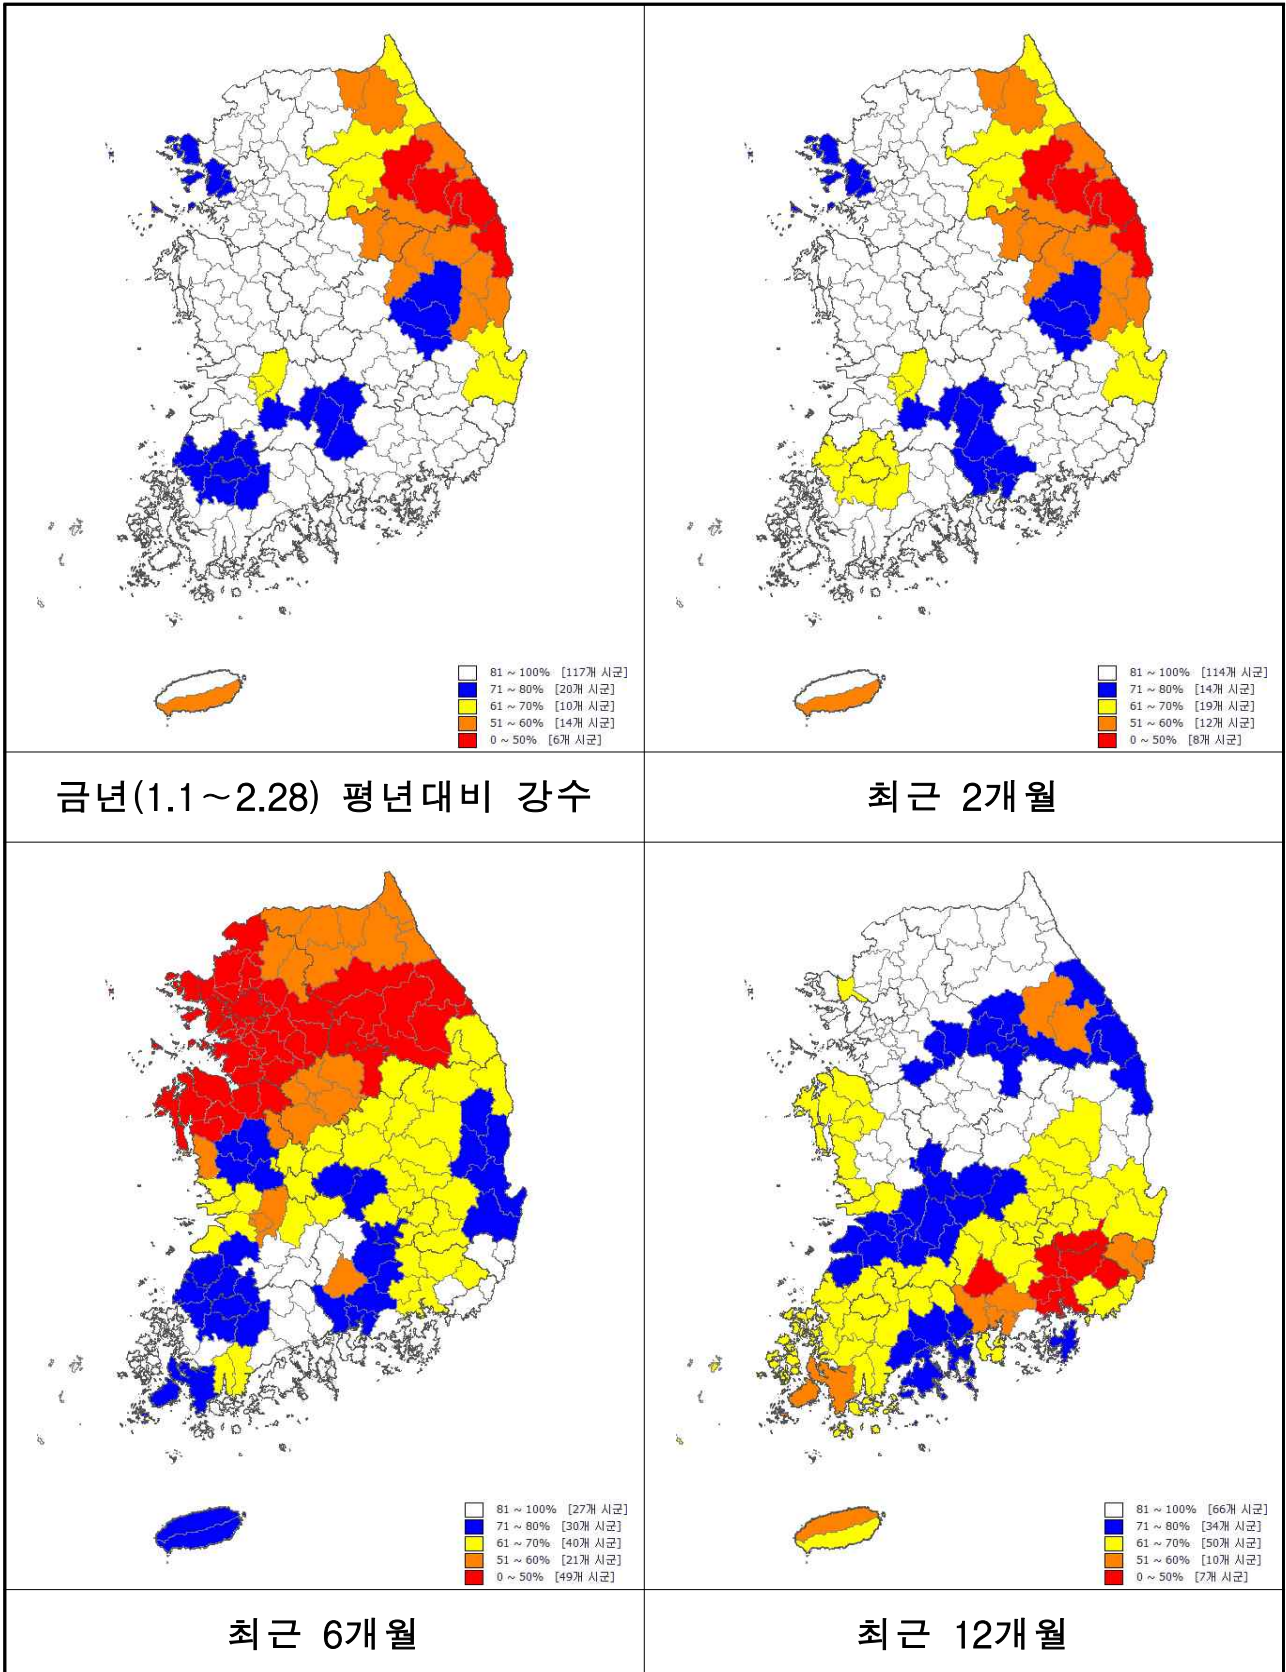 81 ~ 100% [117개 시군]
71 ~ 80% [20개 시군]
61 ~ 70% [10개 시군]
51 ~ 60% [14개 시군]
0 ~ 50% [6개 시군]
금년(1.1～2.28) 평년대비 강수
81 ~ 100% [114개 시군]
71 ~ 80% [14개 시군]
61 ~ 70% [19개 시군]
51 ~ 60% [12개 시군]
0 ~ 50% [8개 시군]
최근 2개월
81 ~ 100% [27개 시군]
71 ~ 80% [30개 시군]
61 ~ 70% [40개 시군]
51 ~ 60% [21개 시군]
0 ~ 50% [49개 시군]
최근 6개월
81 ~ 100% [66개 시군]
71 ~ 80% [34개 시군]
61 ~ 70% [50개 시군]
51 ~ 60% [10개 시군]
0 ~ 50% [7개 시군]
최근 12개월